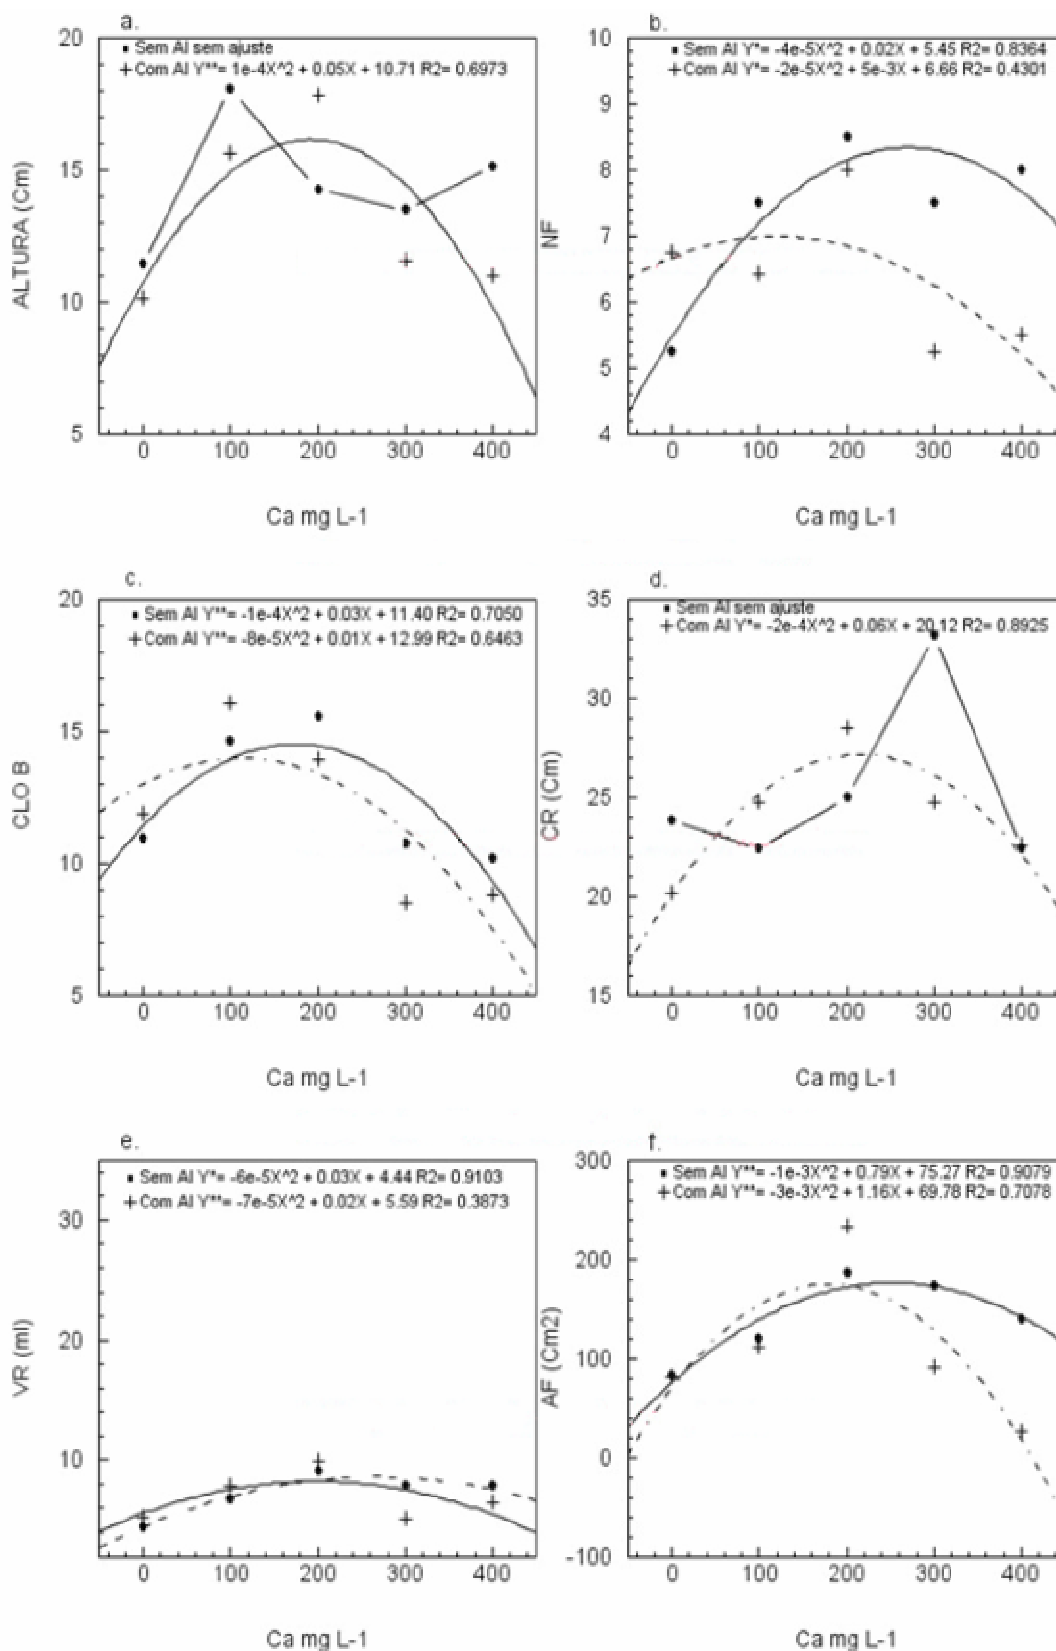 a.
20
• Sem Al sem ajuste
+ Com Al Y**= 1e-4X^2 + 0.05X + 10.71 R2= 0.6973
15
10
5
ALTURA (Cm)
0 100 200 300 400
Ca mg L-1
b.
10
• Sem Al Y*= -4e-5X^2 + 0.02X + 5.45 R2= 0.8364
+ Com Al Y*= -2e-5X^2 + 5e-3X + 6.66 R2= 0.4301
9
8
7
6
5
4
NF
0 100 200 300 400
Ca mg L-1
c.
20
• Sem Al Y**= -1e-4X^2 + 0.03X + 11.40 R2= 0.7050
+ Com Al Y**= -8e-5X^2 + 0.01X + 12.99 R2= 0.6463
15
10
5
CLO B
0 100 200 300 400
Ca mg L-1
d.
35
• Sem Al sem ajuste
+ Com Al Y*= -2e-4X^2 + 0.06X + 20.12 R2= 0.8925
30
25
20
15
CR (Cm)
0 100 200 300 400
Ca mg L-1
e.
• Sem Al Y*= -6e-5X^2 + 0.03X + 4.44 R2= 0.9103
+ Com Al Y**= -7e-5X^2 + 0.02X + 5.59 R2= 0.3873
30
20
10
VR (ml)
0 100 200 300 400
Ca mg L-1
f.
300
• Sem Al Y**= -1e-3X^2 + 0.79X + 75.27 R2= 0.9079
+ Com Al Y**= -3e-3X^2 + 1.16X + 69.78 R2= 0.7078
200
100
0
-100
AF (Cm2)
0 100 200 300 400
Ca mg L-1